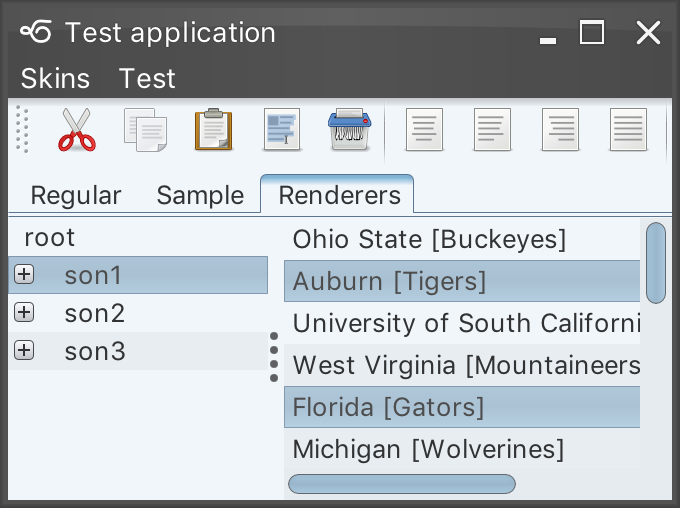 Test application
Skins Test
Regular Sample Renderers
root
son1
son2
son3
Ohio State [Buckeyes]
Auburn [Tigers]
University of South Californi
West Virginia [Mountaineers
Florida [Gators]
Michigan [Wolverines]